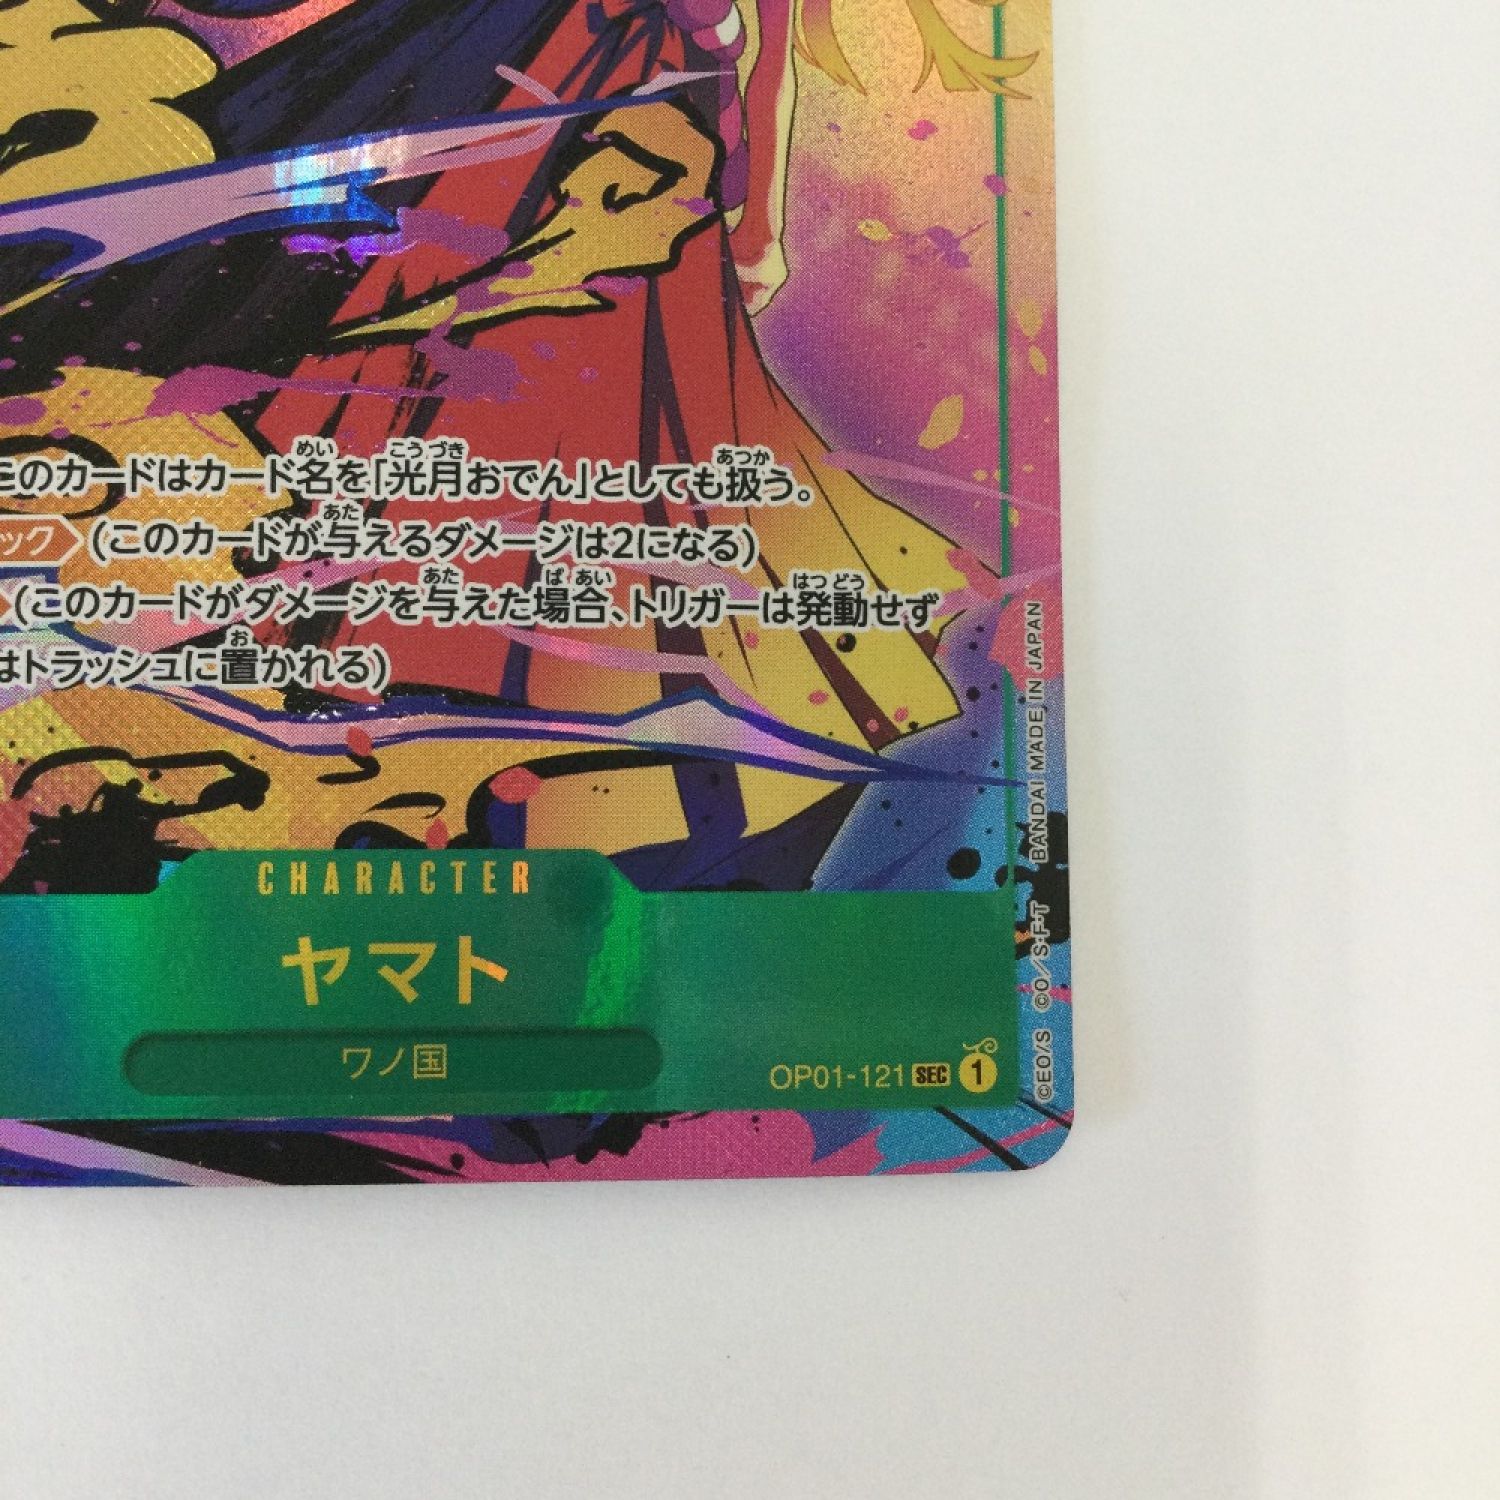 このカードはカード名を「光月おでん」としても扱う。
ック (このカードが与えるダメージは2になる)
(このカードがダメージを与えた場合、トリガーは発動せず
はトラッシュに置かれる)
CHARACTER
ヤマト
ワノ国
OP01-121 SEC 1
©EO/S ©O/S･F･T BANDAI MADE IN JAPAN